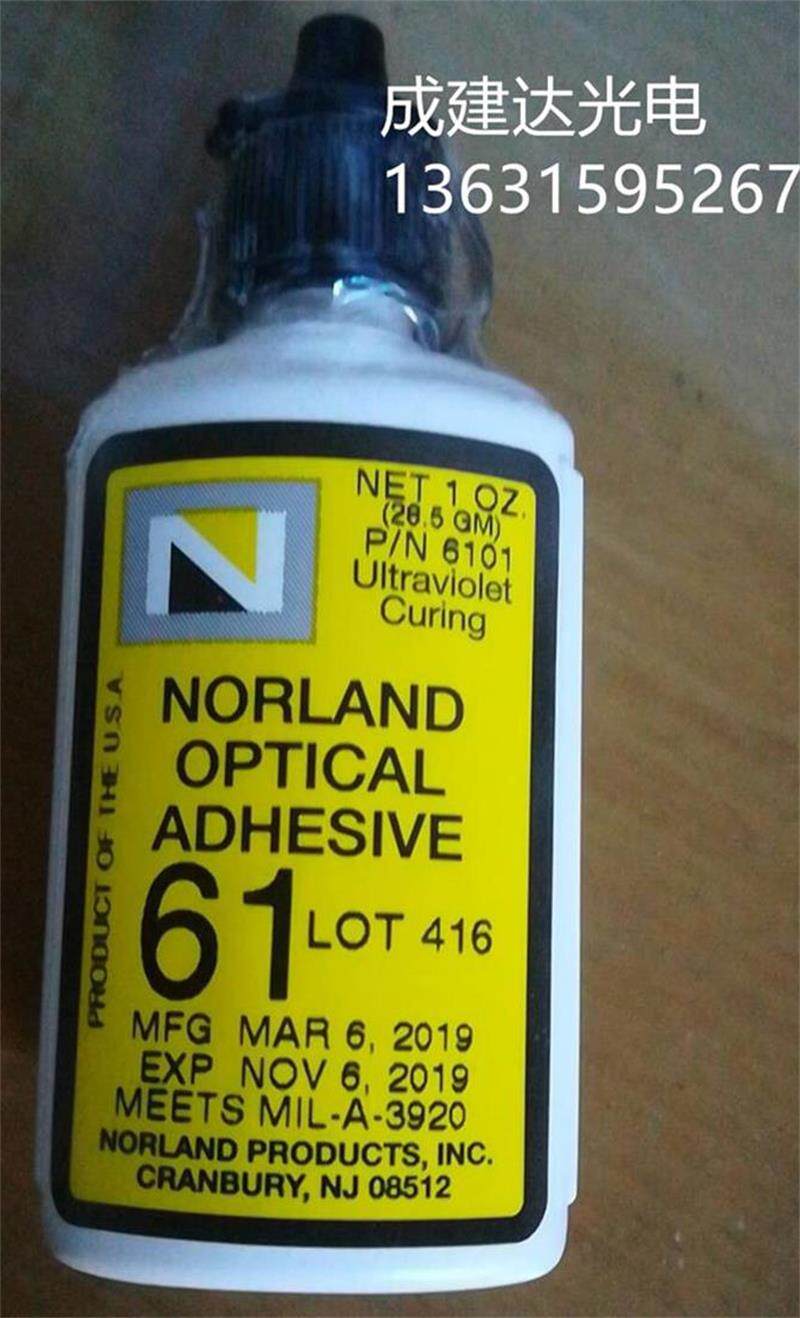 成建达光电
13631595267
NET 1 OZ.
(28.5 GM)
P/N 6101
Ultraviolet
Curing
N
PRODUCT OF THE U.S.A.
NORLAND
OPTICAL
ADHESIVE
61 LOT 416
MFG MAR 6, 2019
EXP NOV 6, 2019
MEETS MIL-A-3920
NORLAND PRODUCTS, INC.
CRANBURY, NJ 08512